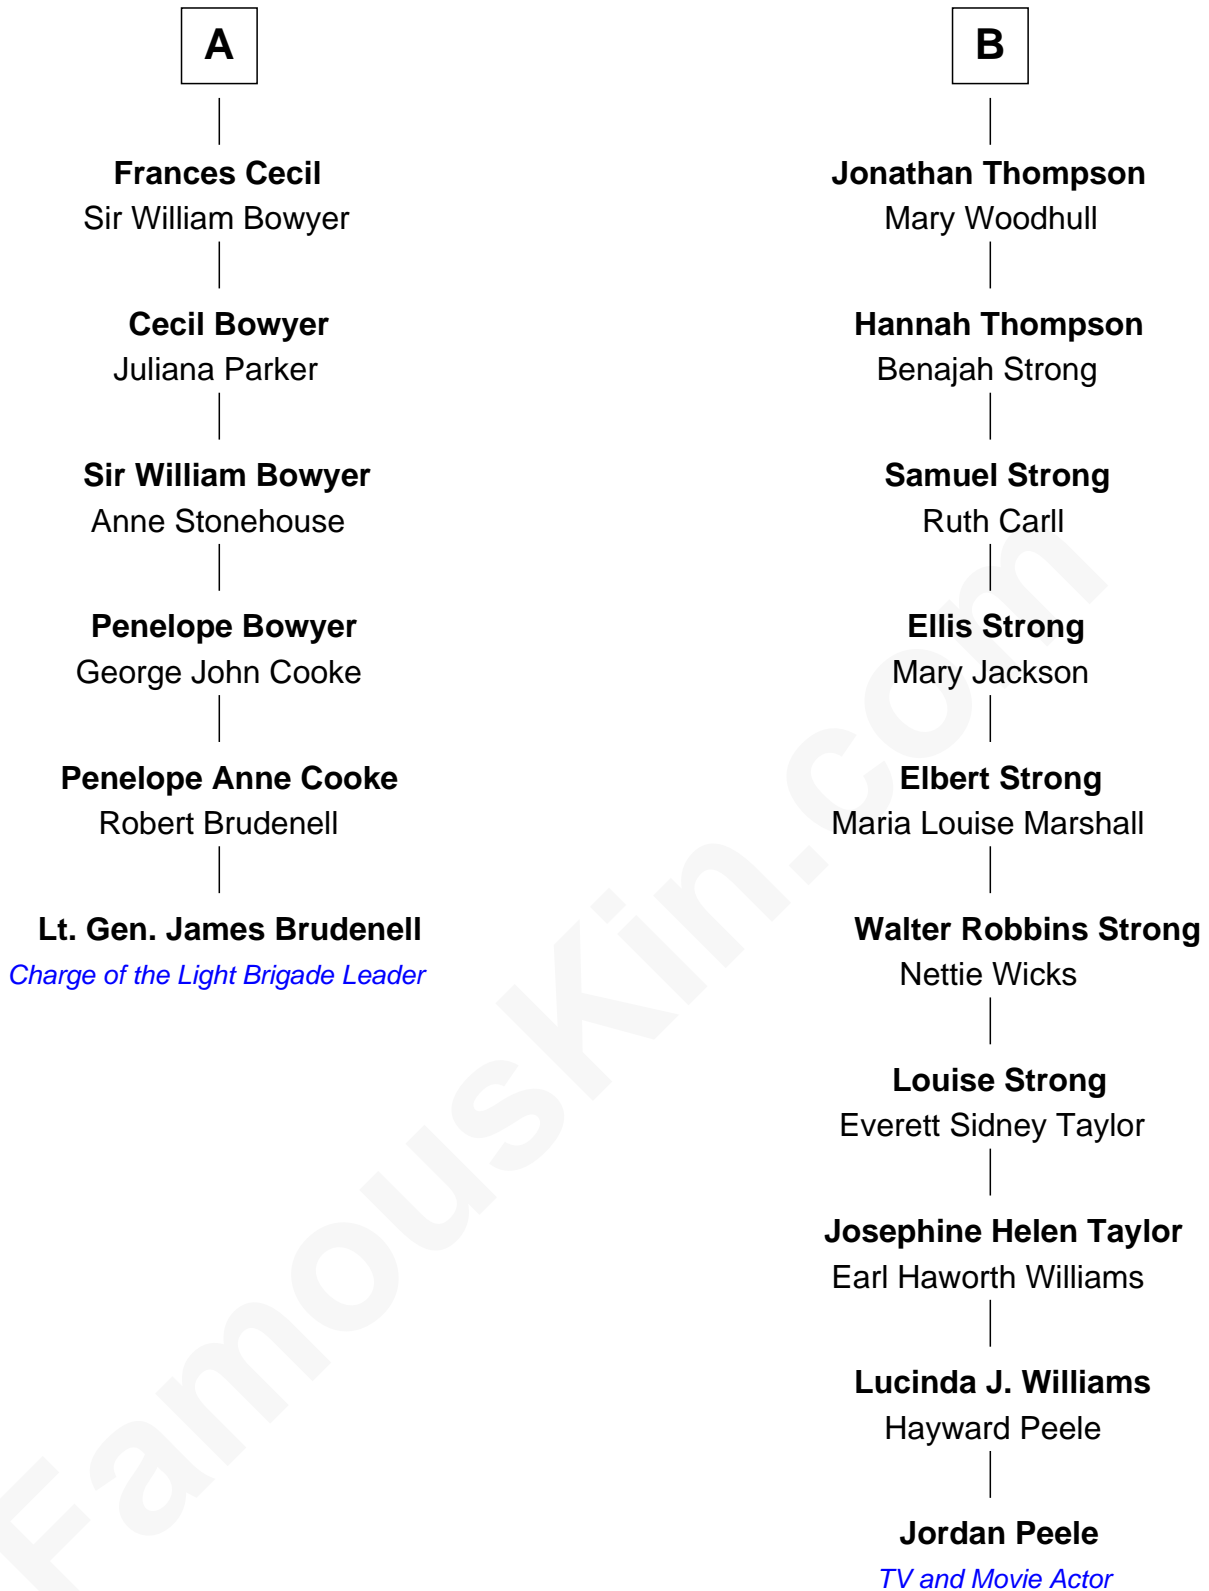 A
Frances Cecil
Sir William Bowyer
Cecil Bowyer
Juliana Parker
Sir William Bowyer
Anne Stonehouse
Penelope Bowyer
George John Cooke
Penelope Anne Cooke
Robert Brudenell
Lt. Gen. James Brudenell
Charge of the Light Brigade Leader
B
Jonathan Thompson
Mary Woodhull
Hannah Thompson
Benajah Strong
Samuel Strong
Ruth Carll
Ellis Strong
Mary Jackson
Elbert Strong
Maria Louise Marshall
Walter Robbins Strong
Nettie Wicks
Louise Strong
Everett Sidney Taylor
Josephine Helen Taylor
Earl Haworth Williams
Lucinda J. Williams
Hayward Peele
Jordan Peele
TV and Movie Actor
FamousKin.com